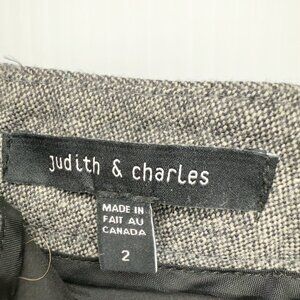 judith & charles
MADE IN
FAIT AU
CANADA
2